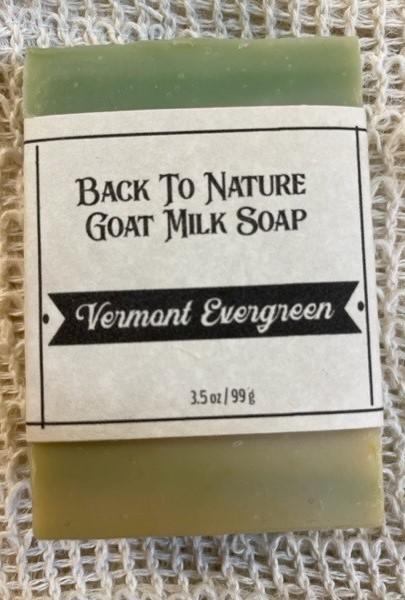 Back To Nature
Goat Milk Soap
Vermont Evergreen
3.5 oz / 99 g